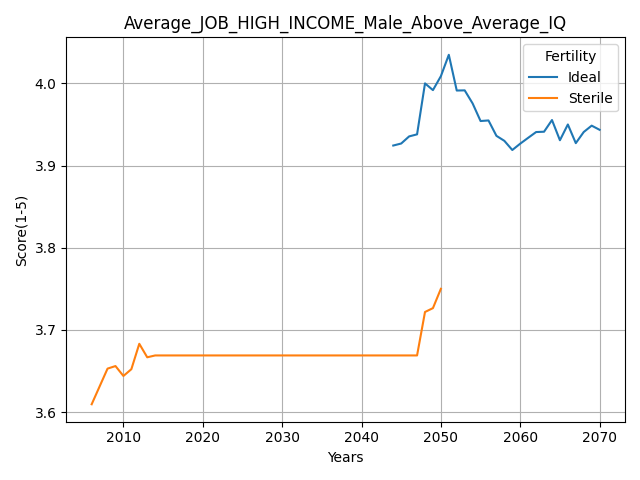 Average_JOB_HIGH_INCOME_Male_Above_Average_IQ
Fertility
Ideal
Sterile
Score(1-5)
4.0
3.9
3.8
3.7
3.6
2010 2020 2030 2040 2050 2060 2070
Years